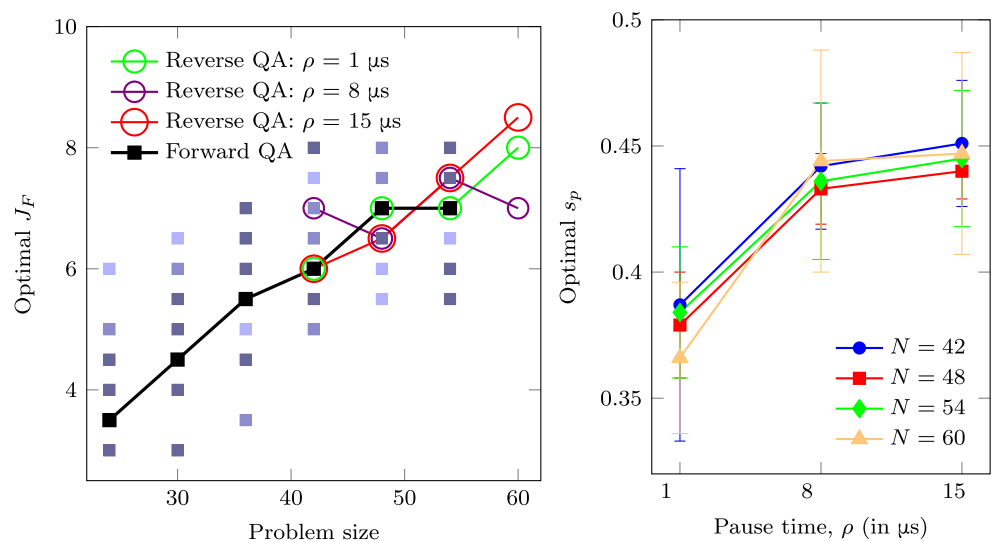 10
8
6
4
30
40
50
60
Optimal J_F
Problem size
Reverse QA: ρ = 1 µs
Reverse QA: ρ = 8 µs
Reverse QA: ρ = 15 µs
Forward QA
0.5
0.45
0.4
0.35
1
8
15
Optimal s_p
Pause time, ρ (in µs)
N = 42
N = 48
N = 54
N = 60